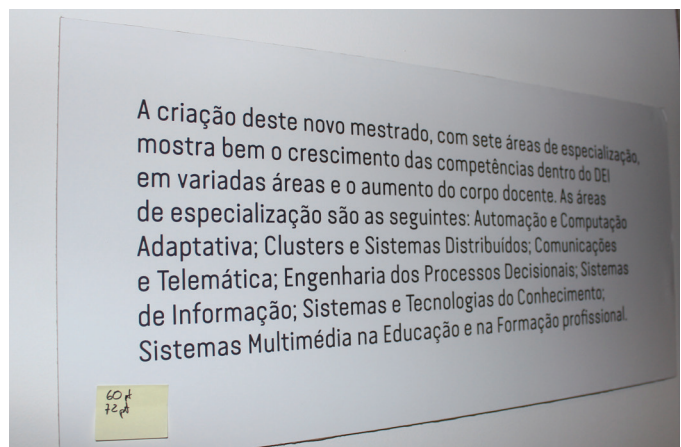 A criação deste novo mestrado, com sete áreas de especialização,
mostra bem o crescimento das competências dentro do DEI
em variadas áreas e o aumento do corpo docente. As áreas
de especialização são as seguintes: Automação e Computação
Adaptativa; Clusters e Sistemas Distribuídos; Comunicações
e Telemática; Engenharia dos Processos Decisionais; Sistemas
de Informação; Sistemas e Tecnologias do Conhecimento;
Sistemas Multimédia na Educação e na Formação profissional.
60 pt
72 pt